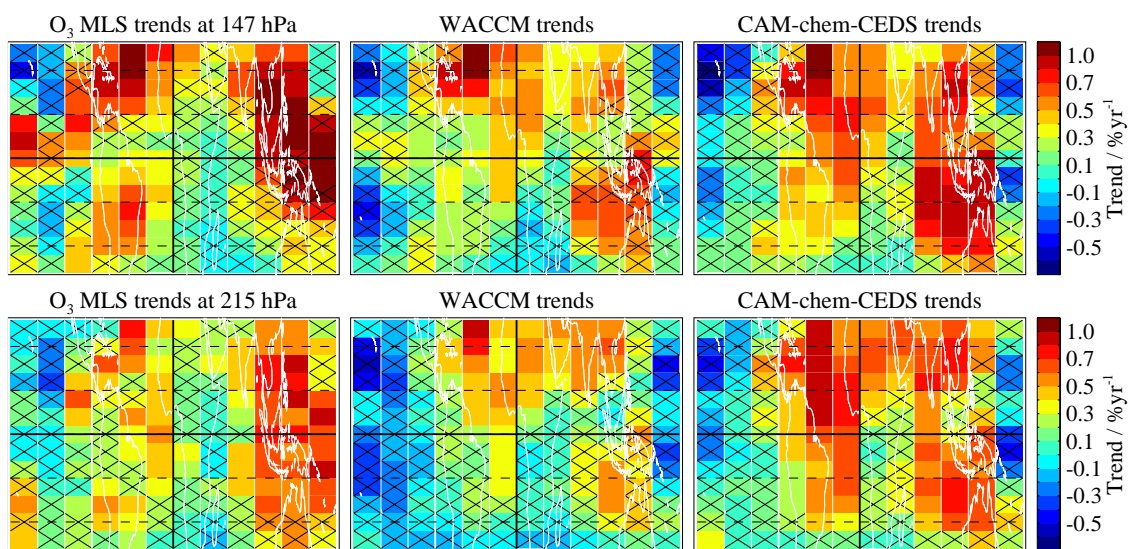 O₃ MLS trends at 147 hPa
WACCM trends
CAM-chem-CEDS trends
1.0
0.7
0.5
0.3
0.1
-0.1
-0.3
-0.5
Trend / %yr⁻¹
O₃ MLS trends at 215 hPa
WACCM trends
CAM-chem-CEDS trends
1.0
0.7
0.5
0.3
0.1
-0.1
-0.3
-0.5
Trend / %yr⁻¹